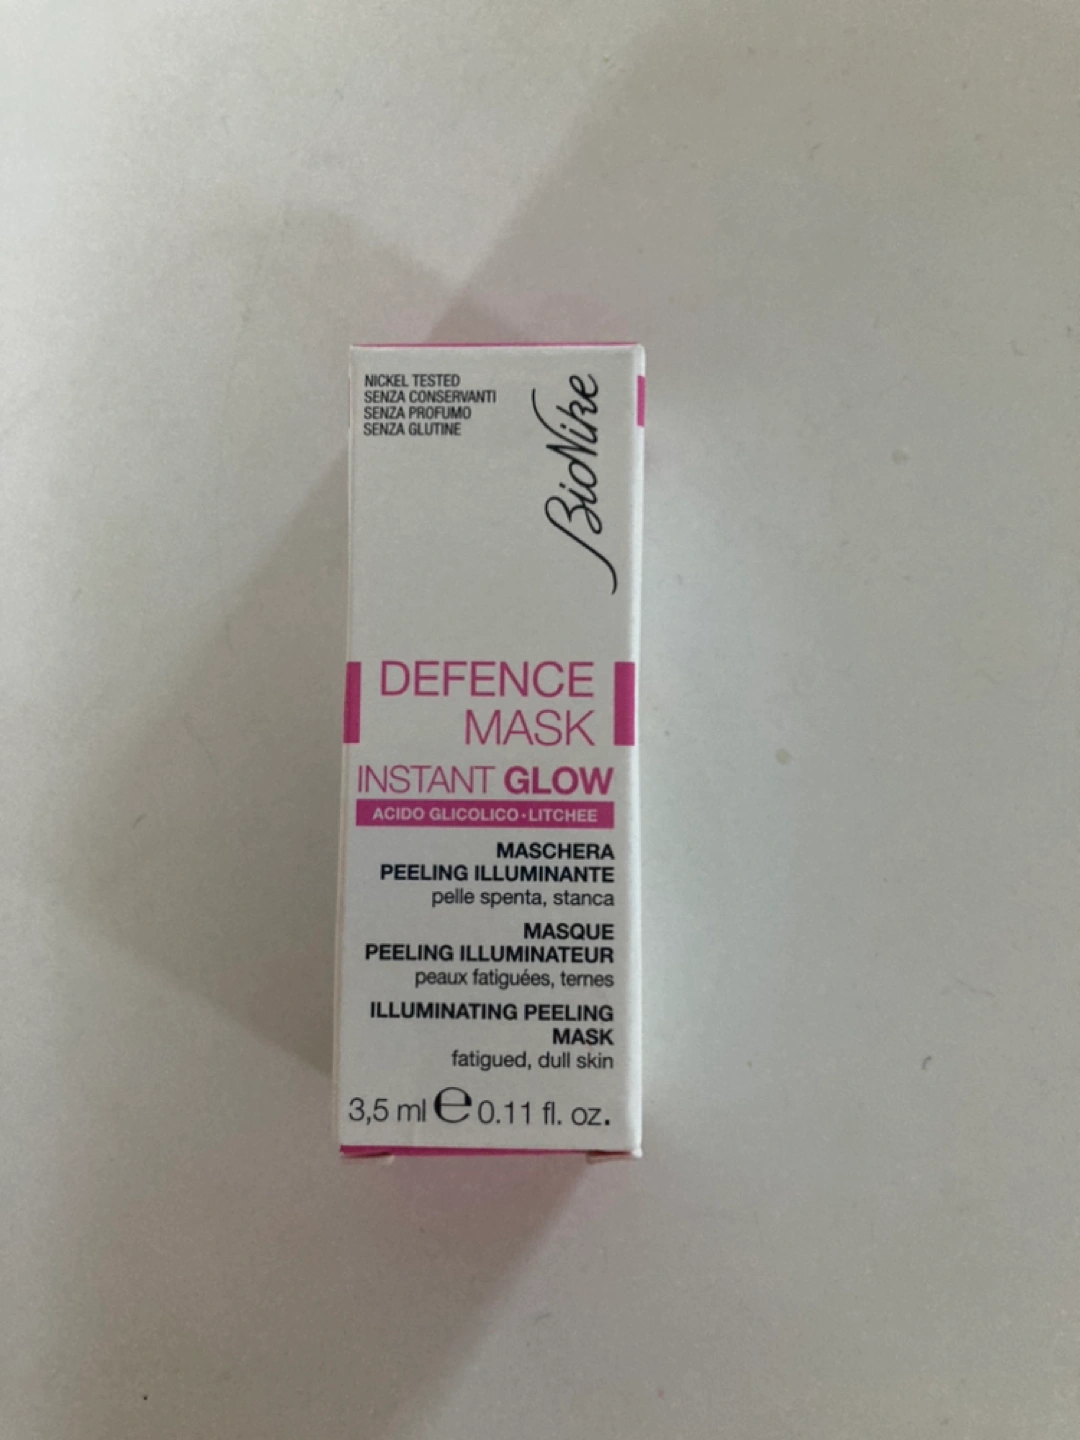 NICKEL TESTED
SENZA CONSERVANTI
SENZA PROFUMO
SENZA GLUTINE
BioNike
DEFENCE
MASK
INSTANT GLOW
ACIDO GLICOLICO•LITCHEE
MASCHERA
PEELING ILLUMINANTE
pelle spenta, stanca
MASQUE
PEELING ILLUMINATEUR
peaux fatiguées, ternes
ILLUMINATING PEELING
MASK
fatigued, dull skin
3,5 ml ℮ 0.11 fl. oz.